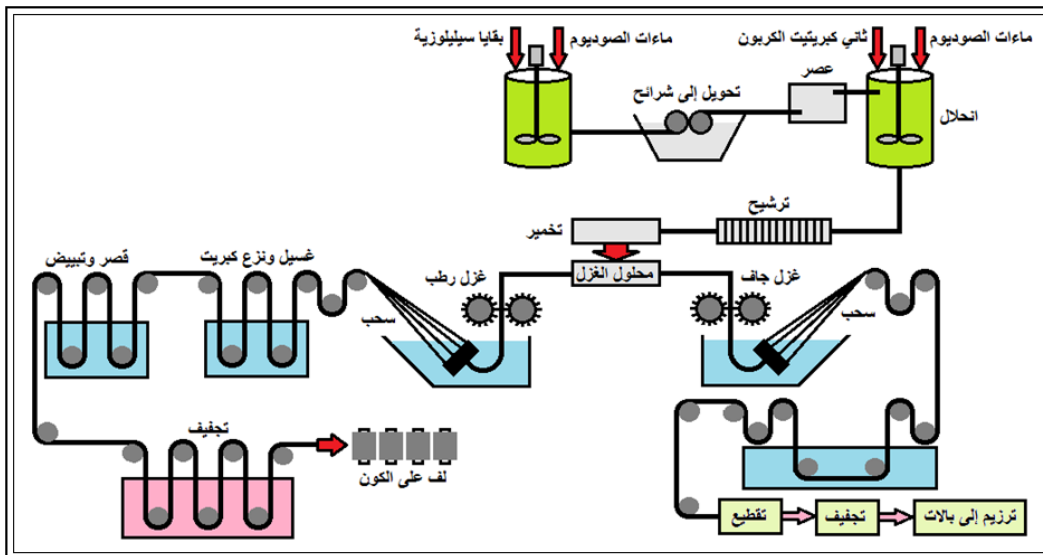 ماءات الصوديوم
ثاني كبريتيت الكربون
ماءات الصوديوم
بقايا سيليلوزية
عصر
تحويل إلى شرائح
انحلال
ترشيح
تخمير
محلول الغزل
غزل جاف
غزل رطب
سحب
سحب
غسيل ونزع كبريت
قصر وتبييض
تجفيف
لف على الكون
تقطيع
تجفيف
ترزيم إلى بالات